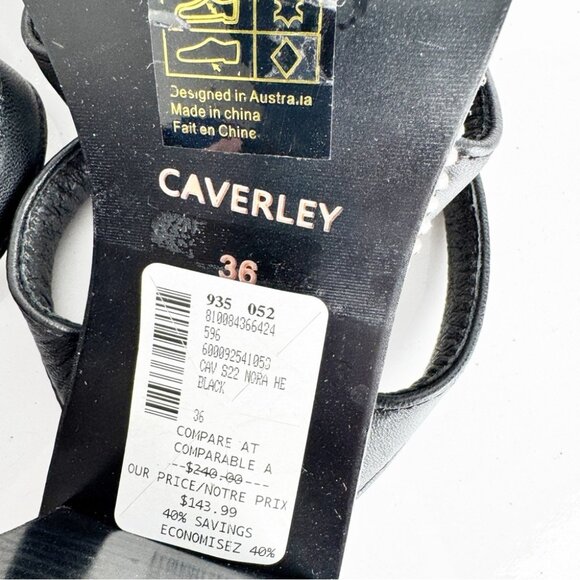 Designed in Australia
Made in china
Fait en Chine
CAVERLEY
36
935 052
810084366424
596
600092541053
CAV S22 NORA HE
BLACK
36
COMPARE AT
COMPARABLE A
--$240.00---
OUR PRICE/NOTRE PRIX
$143.99
40% SAVINGS
ECONOMISEZ 40%